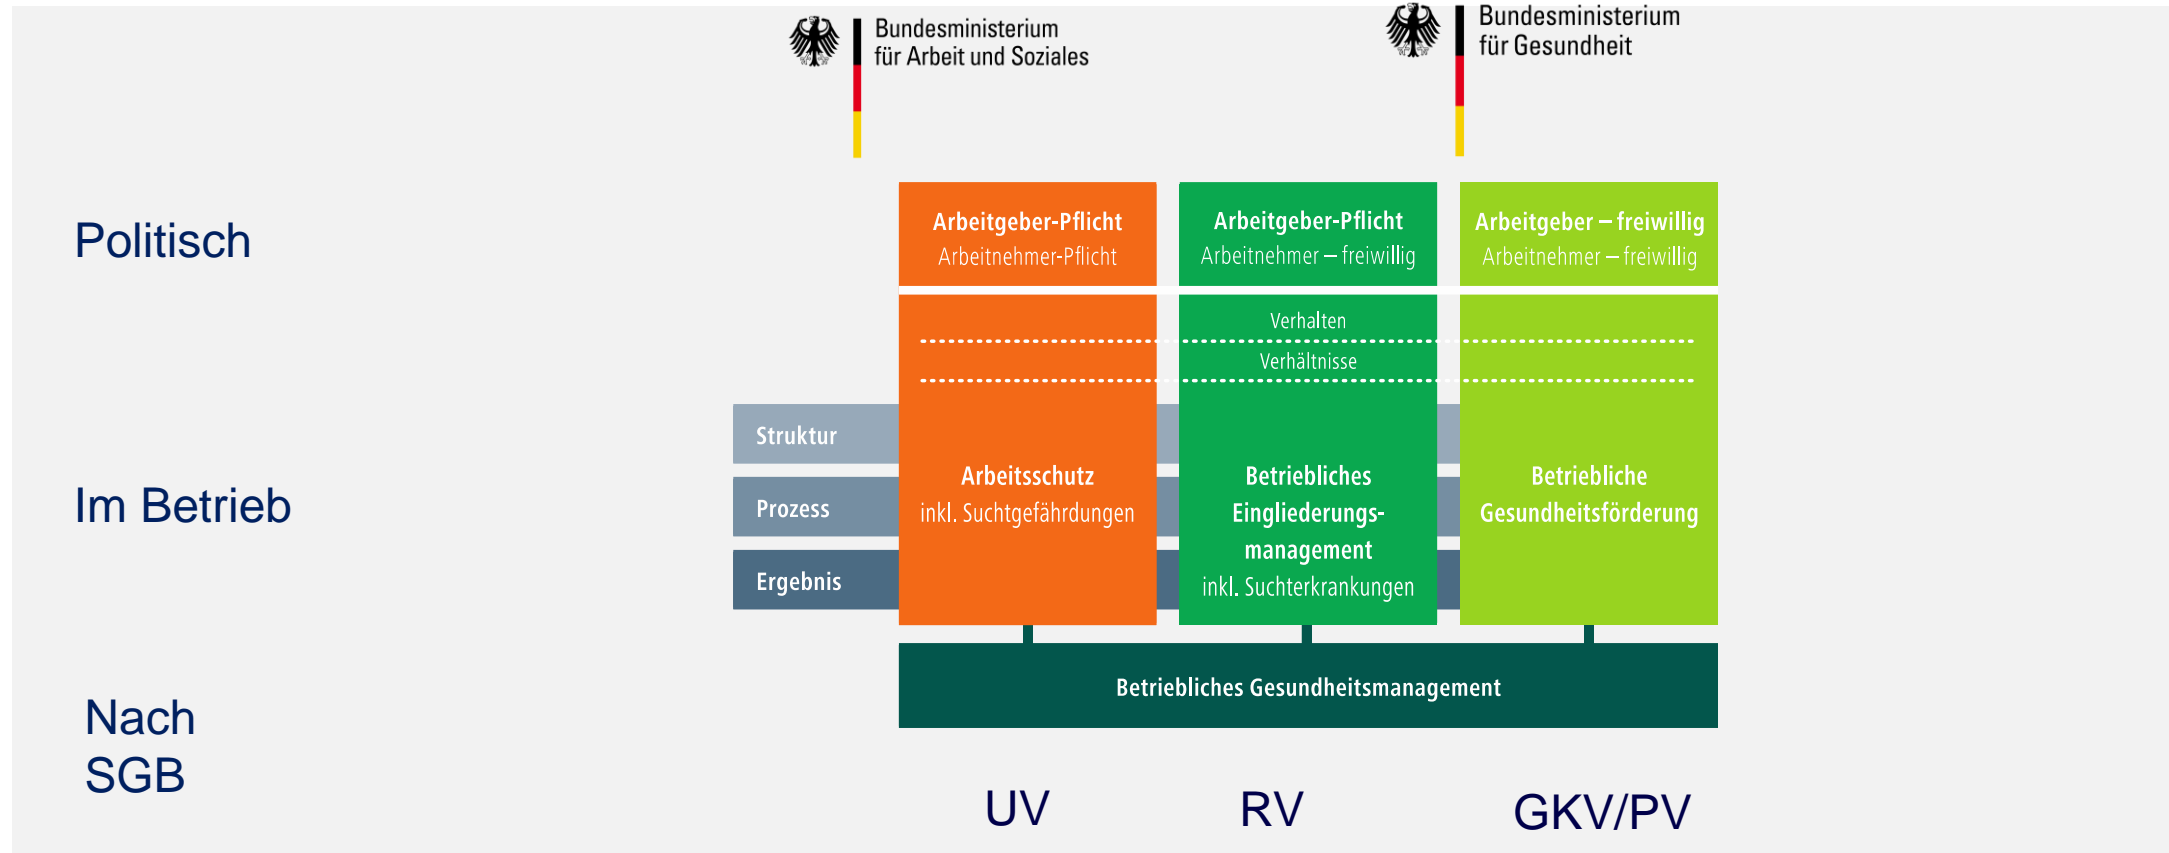 Bundesministerium
für Arbeit und Soziales
Bundesministerium
für Gesundheit
Politisch
Arbeitgeber-Pflicht
Arbeitnehmer-Pflicht
Arbeitgeber-Pflicht
Arbeitnehmer – freiwillig
Arbeitgeber – freiwillig
Arbeitnehmer – freiwillig
Verhalten
Verhältnisse
Im Betrieb
Struktur
Prozess
Ergebnis
Arbeitsschutz
inkl. Suchtgefährdungen
Betriebliches
Eingliederungs-
management
inkl. Suchterkrankungen
Betriebliche
Gesundheitsförderung
Betriebliches Gesundheitsmanagement
Nach
SGB
UV
RV
GKV/PV